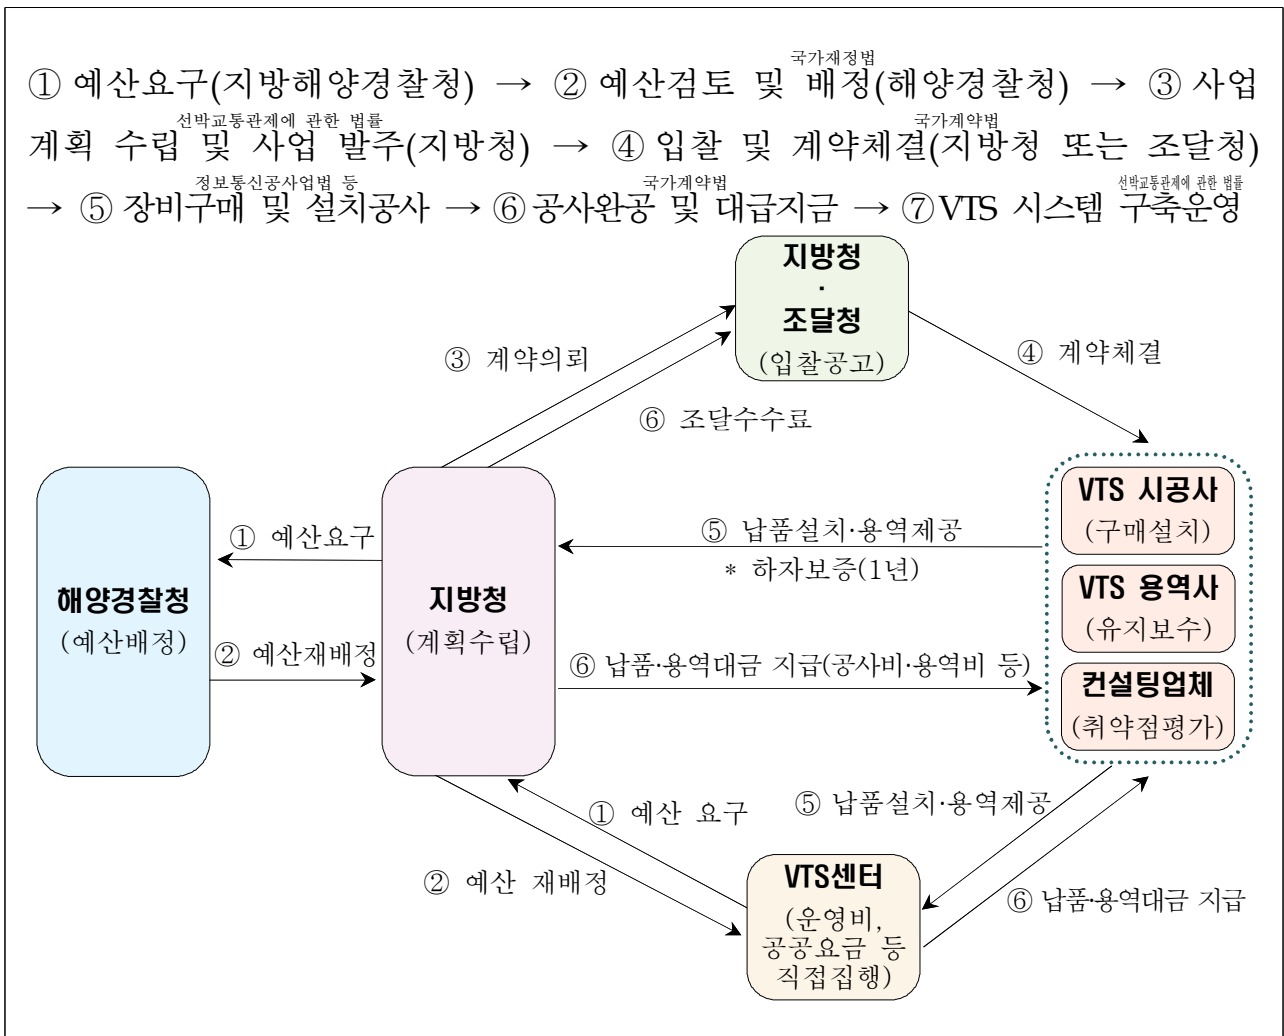 국가재정법
① 예산요구(지방해양경찰청) → ② 예산검토 및 배정(해양경찰청) → ③ 사업
선박교통관제에 관한 법률 국가계약법
계획 수립 및 사업 발주(지방청) → ④ 입찰 및 계약체결(지방청 또는 조달청)
정보통신공사업법 등 국가계약법 선박교통관제에 관한 법률
→ ⑤ 장비구매 및 설치공사 → ⑥ 공사완공 및 대급지금 → ⑦ VTS 시스템 구축운영
지방청
·
조달청
(입찰공고)
③ 계약의뢰
④ 계약체결
⑥ 조달수수료
해양경찰청
(예산배정)
① 예산요구
② 예산재배정
지방청
(계획수립)
⑤ 납품설치·용역제공
* 하자보증(1년)
⑥ 납품·용역대금 지급(공사비·용역비 등)
VTS 시공사
(구매설치)
VTS 용역사
(유지보수)
컨설팅업체
(취약점평가)
① 예산 요구
② 예산 재배정
⑤ 납품설치·용역제공
⑥ 납품·용역대금 지급
VTS센터
(운영비,
공공요금 등
직접집행)